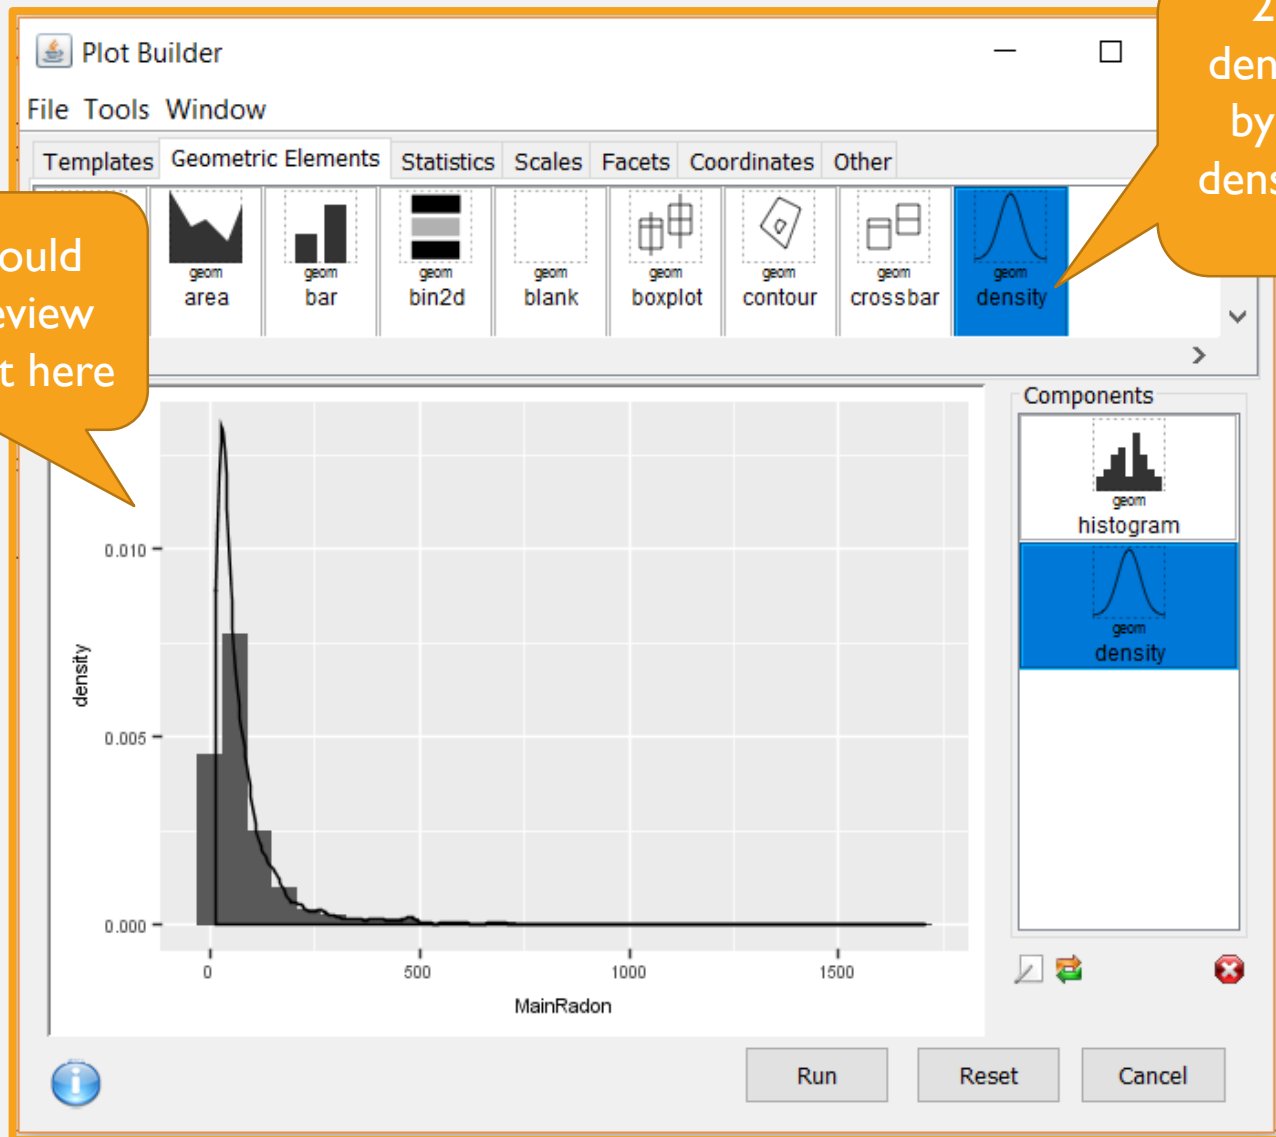 Plot Builder
2
den
by
dens
File Tools Window
Templates Geometric Elements Statistics Scales Facets Coordinates Other
ould
eview
t here
geom
area
geom
bar
geom
bin2d
geom
blank
geom
boxplot
geom
contour
geom
crossbar
geom
density
Components
geom
histogram
geom
density
density
0.010
0.005
0.000
0 500 1000 1500
MainRadon
Run Reset Cancel